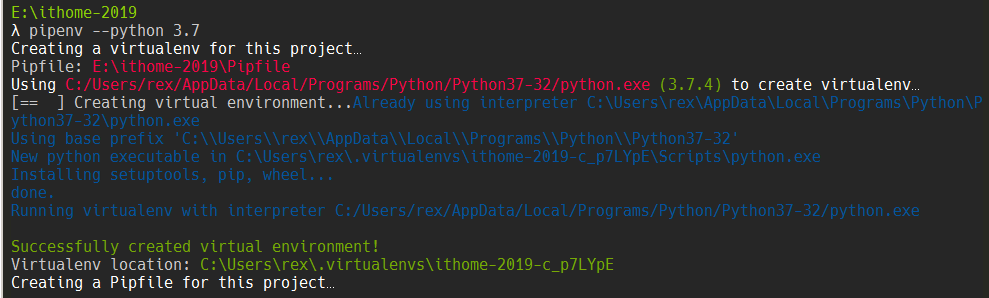 E:\ithome-2019
λ pipenv --python 3.7
Creating a virtualenv for this project…
Pipfile: E:\ithome-2019\Pipfile
Using C:/Users/rex/AppData/Local/Programs/Python/Python37-32/python.exe (3.7.4) to create virtualenv…
[==  ] Creating virtual environment...Already using interpreter C:\Users\rex\AppData\Local\Programs\Python\P
ython37-32\python.exe
Using base prefix 'C:\\Users\\rex\\AppData\\Local\\Programs\\Python\\Python37-32'
New python executable in C:\Users\rex\.virtualenvs\ithome-2019-c_p7LYpE\Scripts\python.exe
Installing setuptools, pip, wheel...
done.
Running virtualenv with interpreter C:/Users/rex/AppData/Local/Programs/Python/Python37-32/python.exe
Successfully created virtual environment!
Virtualenv location: C:\Users\rex\.virtualenvs\ithome-2019-c_p7LYpE
Creating a Pipfile for this project…